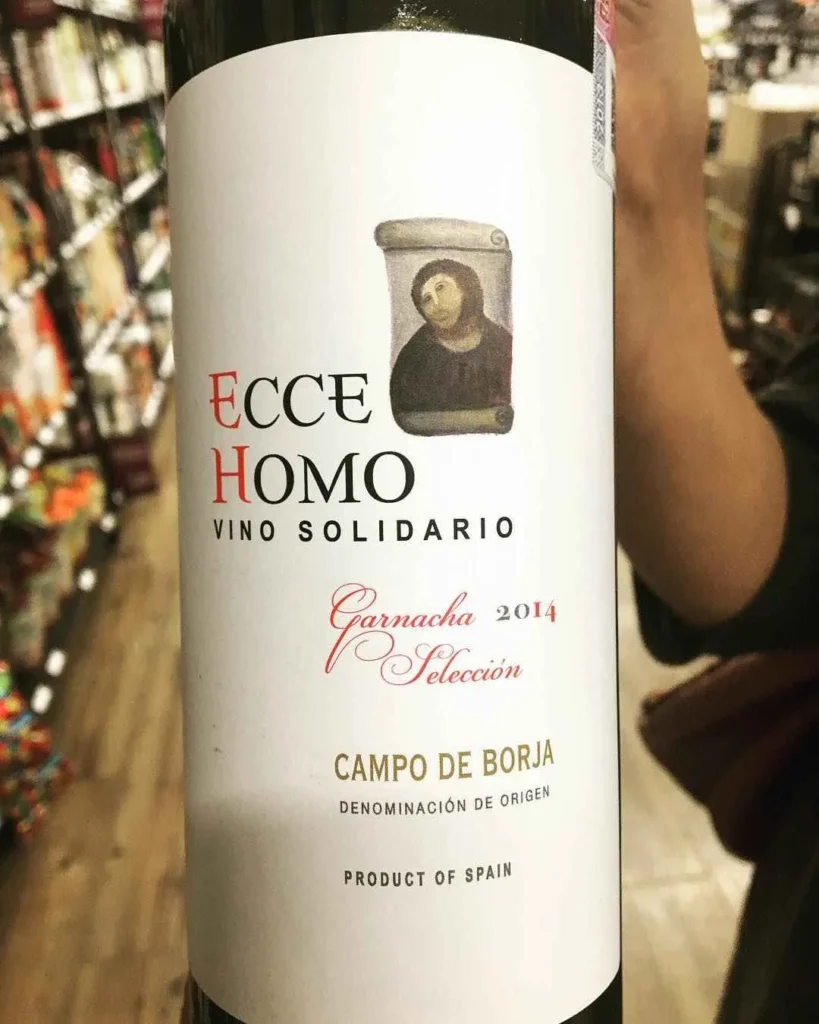 ECCE
HOMO
VINO SOLIDARIO
Garnacha 2014
Selección
CAMPO DE BORJA
DENOMINACIÓN DE ORIGEN
PRODUCT OF SPAIN